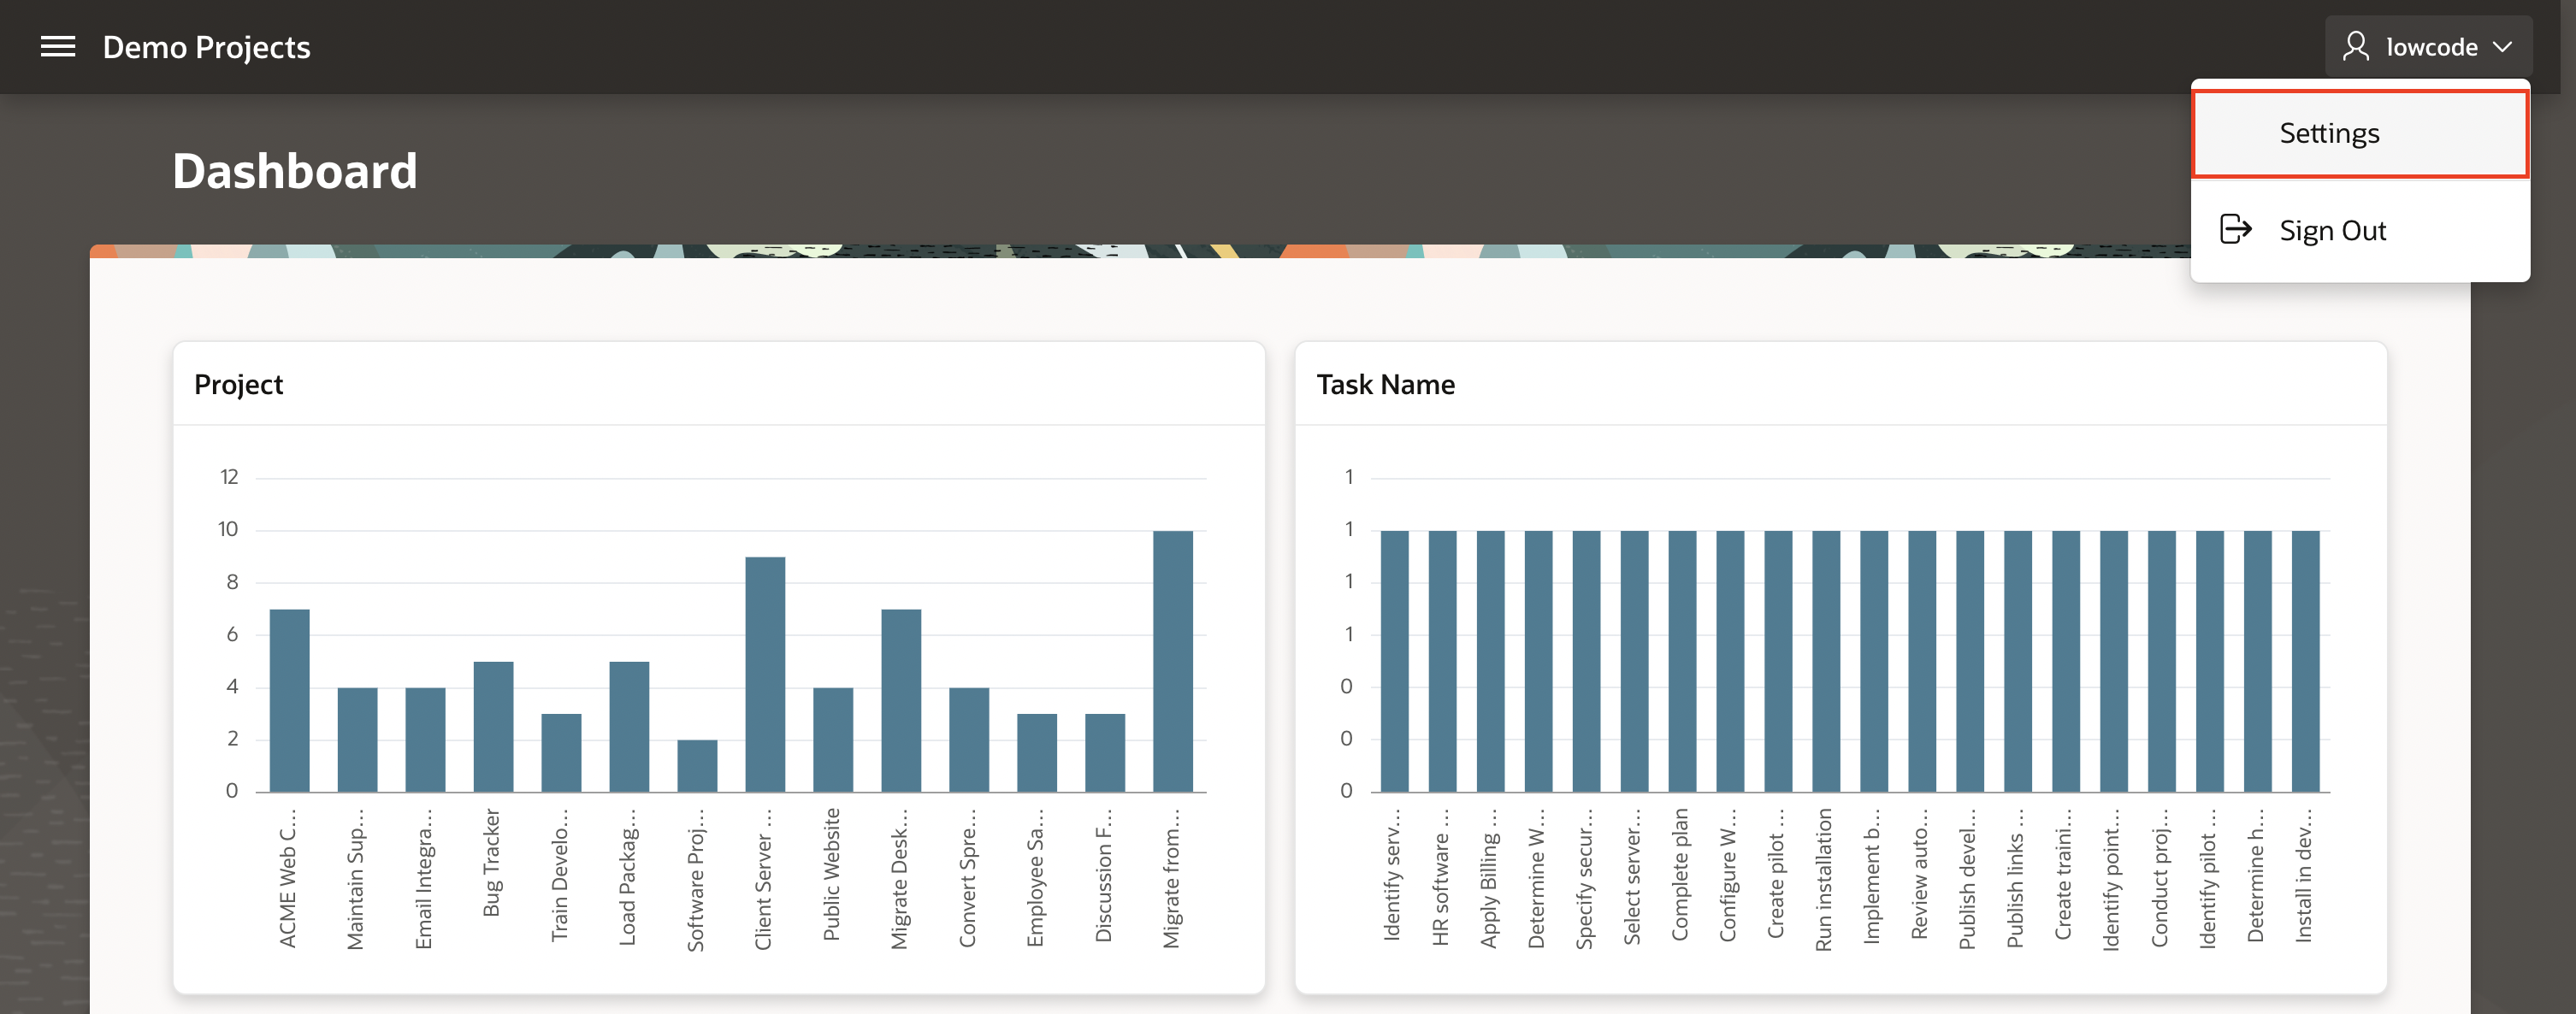 Demo Projects
lowcode
Settings
Sign Out
Dashboard
Project
12
10
8
6
4
2
0
ACME Web C...
Maintain Sup...
Email Integra...
Bug Tracker
Train Develo...
Load Packag...
Software Proj...
Client Server ...
Public Website
Migrate Desk...
Convert Spre...
Employee Sa...
Discussion F...
Migrate from...
Task Name
1
1
1
1
0
0
0
Identify serv...
HR software ...
Apply Billing ...
Determine W...
Specify secur...
Select server...
Complete plan
Configure W...
Create pilot ...
Run installation
Implement b...
Review auto...
Publish devel...
Publish links ...
Create traini...
Identify point...
Conduct proj...
Identify pilot ...
Determine h...
Install in dev...